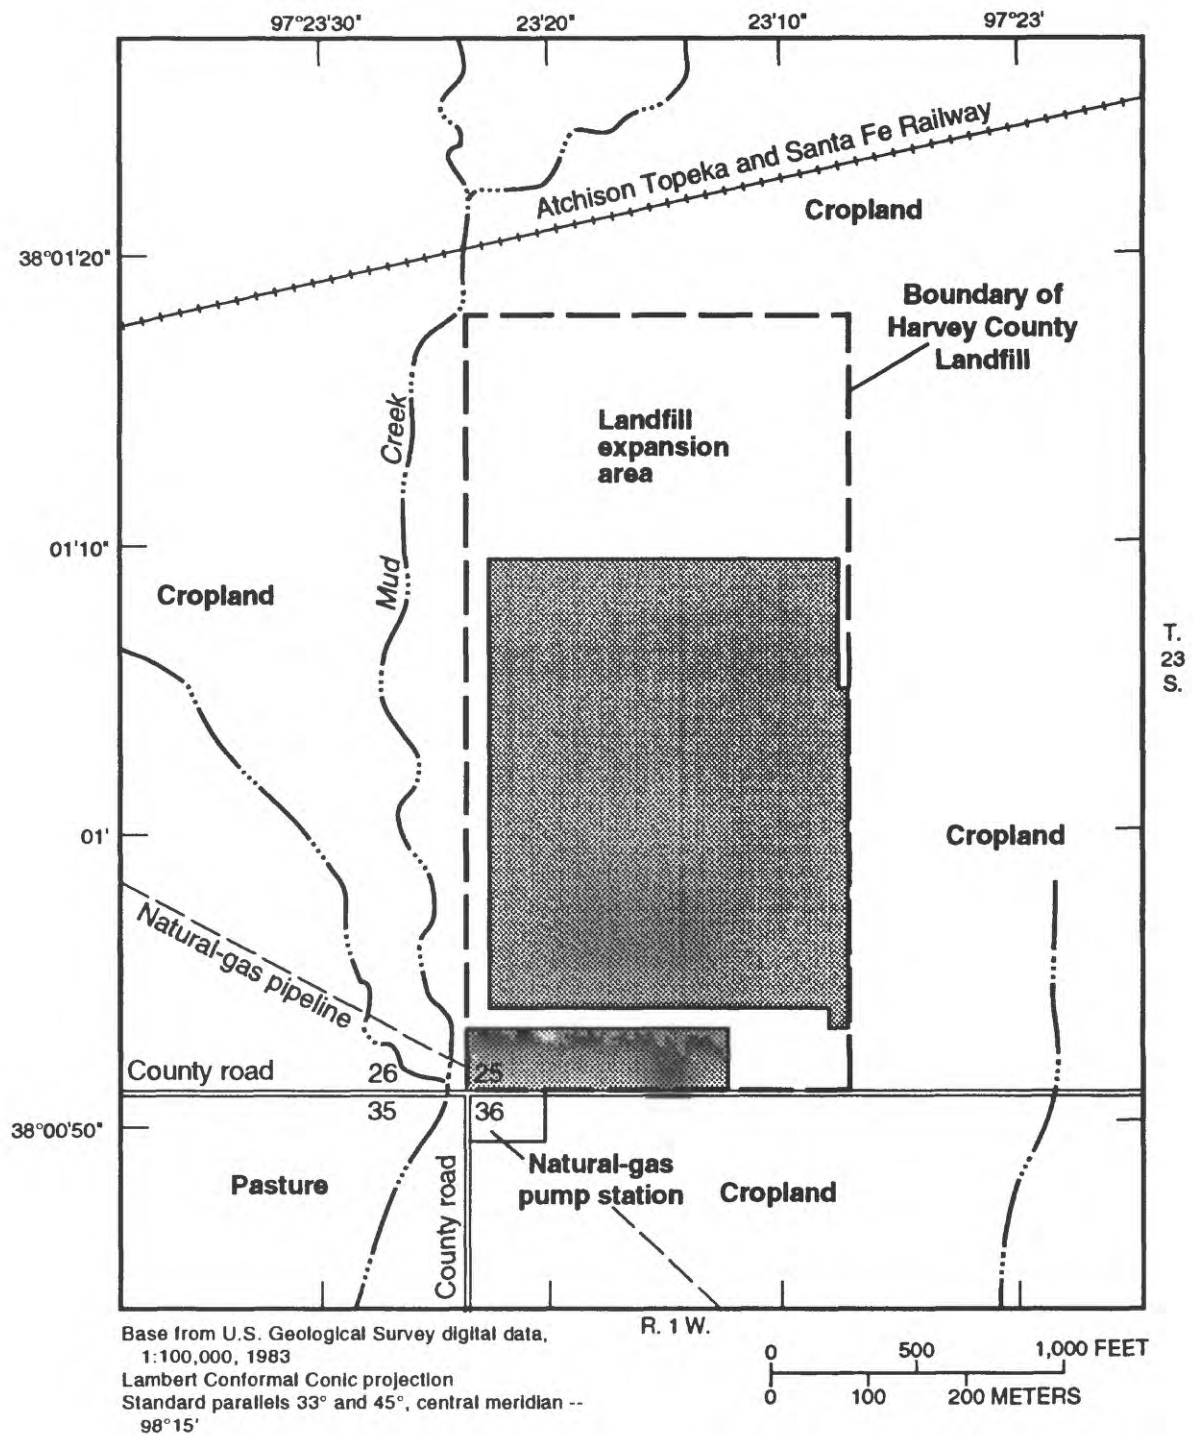 97°23'30"
23'20"
23'10"
97°23'
Atchison Topeka and Santa Fe Railway
Cropland
38°01'20"
Boundary of
Harvey County
Landfill
Creek
Landfill
expansion
area
01'10"
Mud
Cropland
T.
23
S.
01'
Cropland
Natural-gas pipeline
County road
26
25
35
36
38°00'50"
Natural-gas
pump station
Pasture
Cropland
County road
R. 1 W.
Base from U.S. Geological Survey digital data,
1:100,000, 1983
Lambert Conformal Conic projection
Standard parallels 33° and 45°, central meridian --
98°15'
0 500 1,000 FEET
0 100 200 METERS